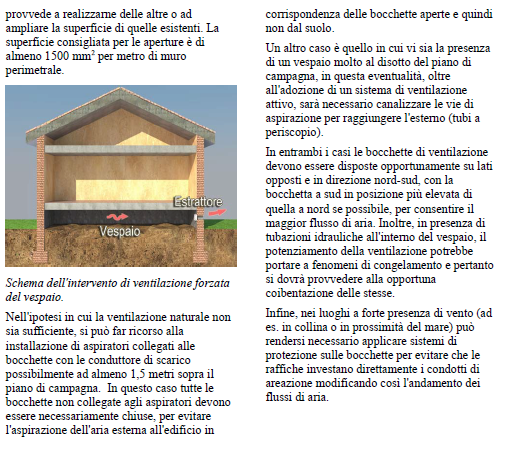 provvede a realizzarne delle altre o ad
ampliare la superficie di quelle esistenti. La
superficie consigliata per le aperture è di
almeno 1500 mm² per metro di muro
perimetrale.
Estrattore
Vespaio
Schema dell'intervento di ventilazione forzata
del vespaio.
Nell'ipotesi in cui la ventilazione naturale non
sia sufficiente, si può far ricorso alla
installazione di aspiratori collegati alle
bocchette con le conduttore di scarico
possibilmente ad almeno 1,5 metri sopra il
piano di campagna. In questo caso tutte le
bocchette non collegate agli aspiratori devono
essere necessariamente chiuse, per evitare
l'aspirazione dell'aria esterna all'edificio in
corrispondenza delle bocchette aperte e quindi
non dal suolo.
Un altro caso è quello in cui vi sia la presenza
di un vespaio molto al disotto del piano di
campagna, in questa eventualità, oltre
all'adozione di un sistema di ventilazione
attivo, sarà necessario canalizzare le vie di
aspirazione per raggiungere l'esterno (tubi a
periscopio).
In entrambi i casi le bocchette di ventilazione
devono essere disposte opportunamente su lati
opposti e in direzione nord-sud, con la
bocchetta a sud in posizione più elevata di
quella a nord se possibile, per consentire il
maggior flusso di aria. Inoltre, in presenza di
tubazioni idrauliche all'interno del vespaio, il
potenziamento della ventilazione potrebbe
portare a fenomeni di congelamento e pertanto
si dovrà provvedere alla opportuna
coibentazione delle stesse.
Infine, nei luoghi a forte presenza di vento (ad
es. in collina o in prossimità del mare) può
rendersi necessario applicare sistemi di
protezione sulle bocchette per evitare che le
raffiche investano direttamente i condotti di
areazione modificando così l'andamento dei
flussi di aria.